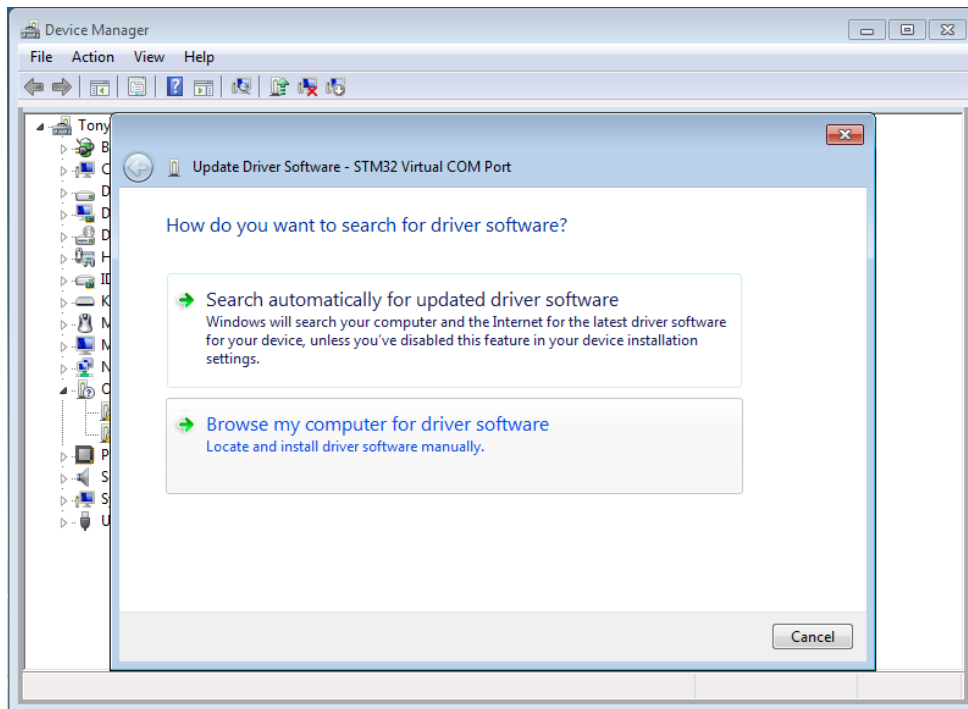 Device Manager
File Action View Help
Tony
B
C
D
D
D
H
ID
K
M
M
N
O
P
S
S
U
Update Driver Software - STM32 Virtual COM Port
How do you want to search for driver software?
Search automatically for updated driver software
Windows will search your computer and the Internet for the latest driver software
for your device, unless you've disabled this feature in your device installation
settings.
Browse my computer for driver software
Locate and install driver software manually.
Cancel